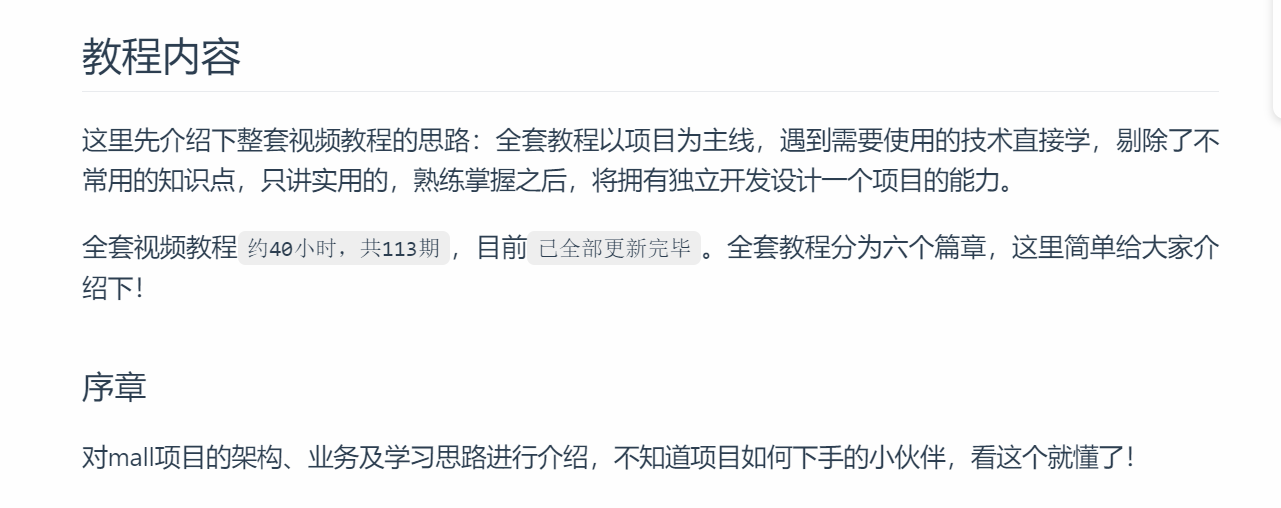 教程内容
这里先介绍下整套视频教程的思路：全套教程以项目为主线，遇到需要使用的技术直接学，剔除了不
常用的知识点，只讲实用的，熟练掌握之后，将拥有独立开发设计一个项目的能力。
全套视频教程约40小时，共113期，目前已全部更新完毕。全套教程分为六个篇章，这里简单给大家介
绍下！
序章
对mall项目的架构、业务及学习思路进行介绍，不知道项目如何下手的小伙伴，看这个就懂了！